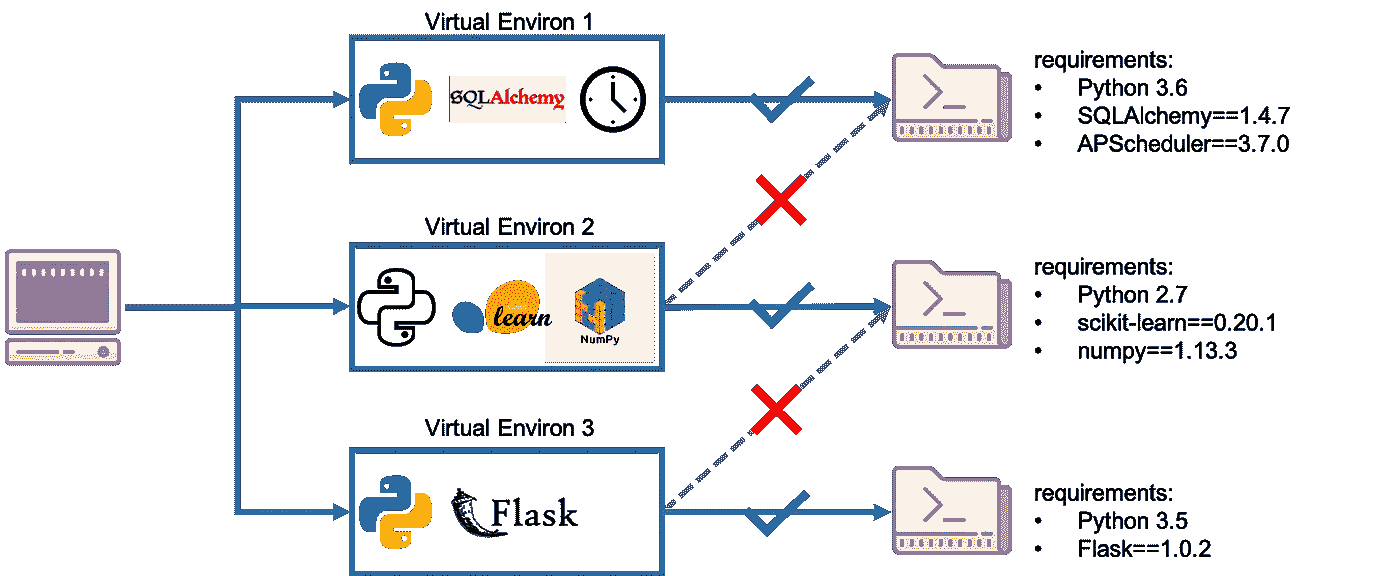 Virtual Environ 1
SQLAlchemy
requirements:
• Python 3.6
• SQLAlchemy==1.4.7
• APScheduler==3.7.0
Virtual Environ 2
learn
NumPy
requirements:
• Python 2.7
• scikit-learn==0.20.1
• numpy==1.13.3
Virtual Environ 3
Flask
requirements:
• Python 3.5
• Flask==1.0.2